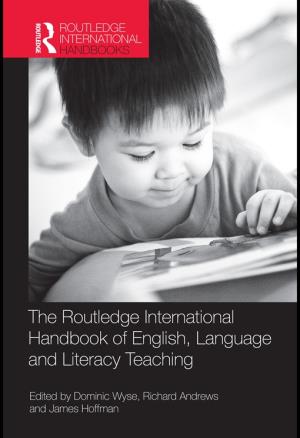 ROUTLEDGE
ROUTLEDGE
INTERNATIONAL
HANDBOOKS
The Routledge International
Handbook of English, Language
and Literacy Teaching
Edited by Dominic Wyse, Richard Andrews
and James Hoffman